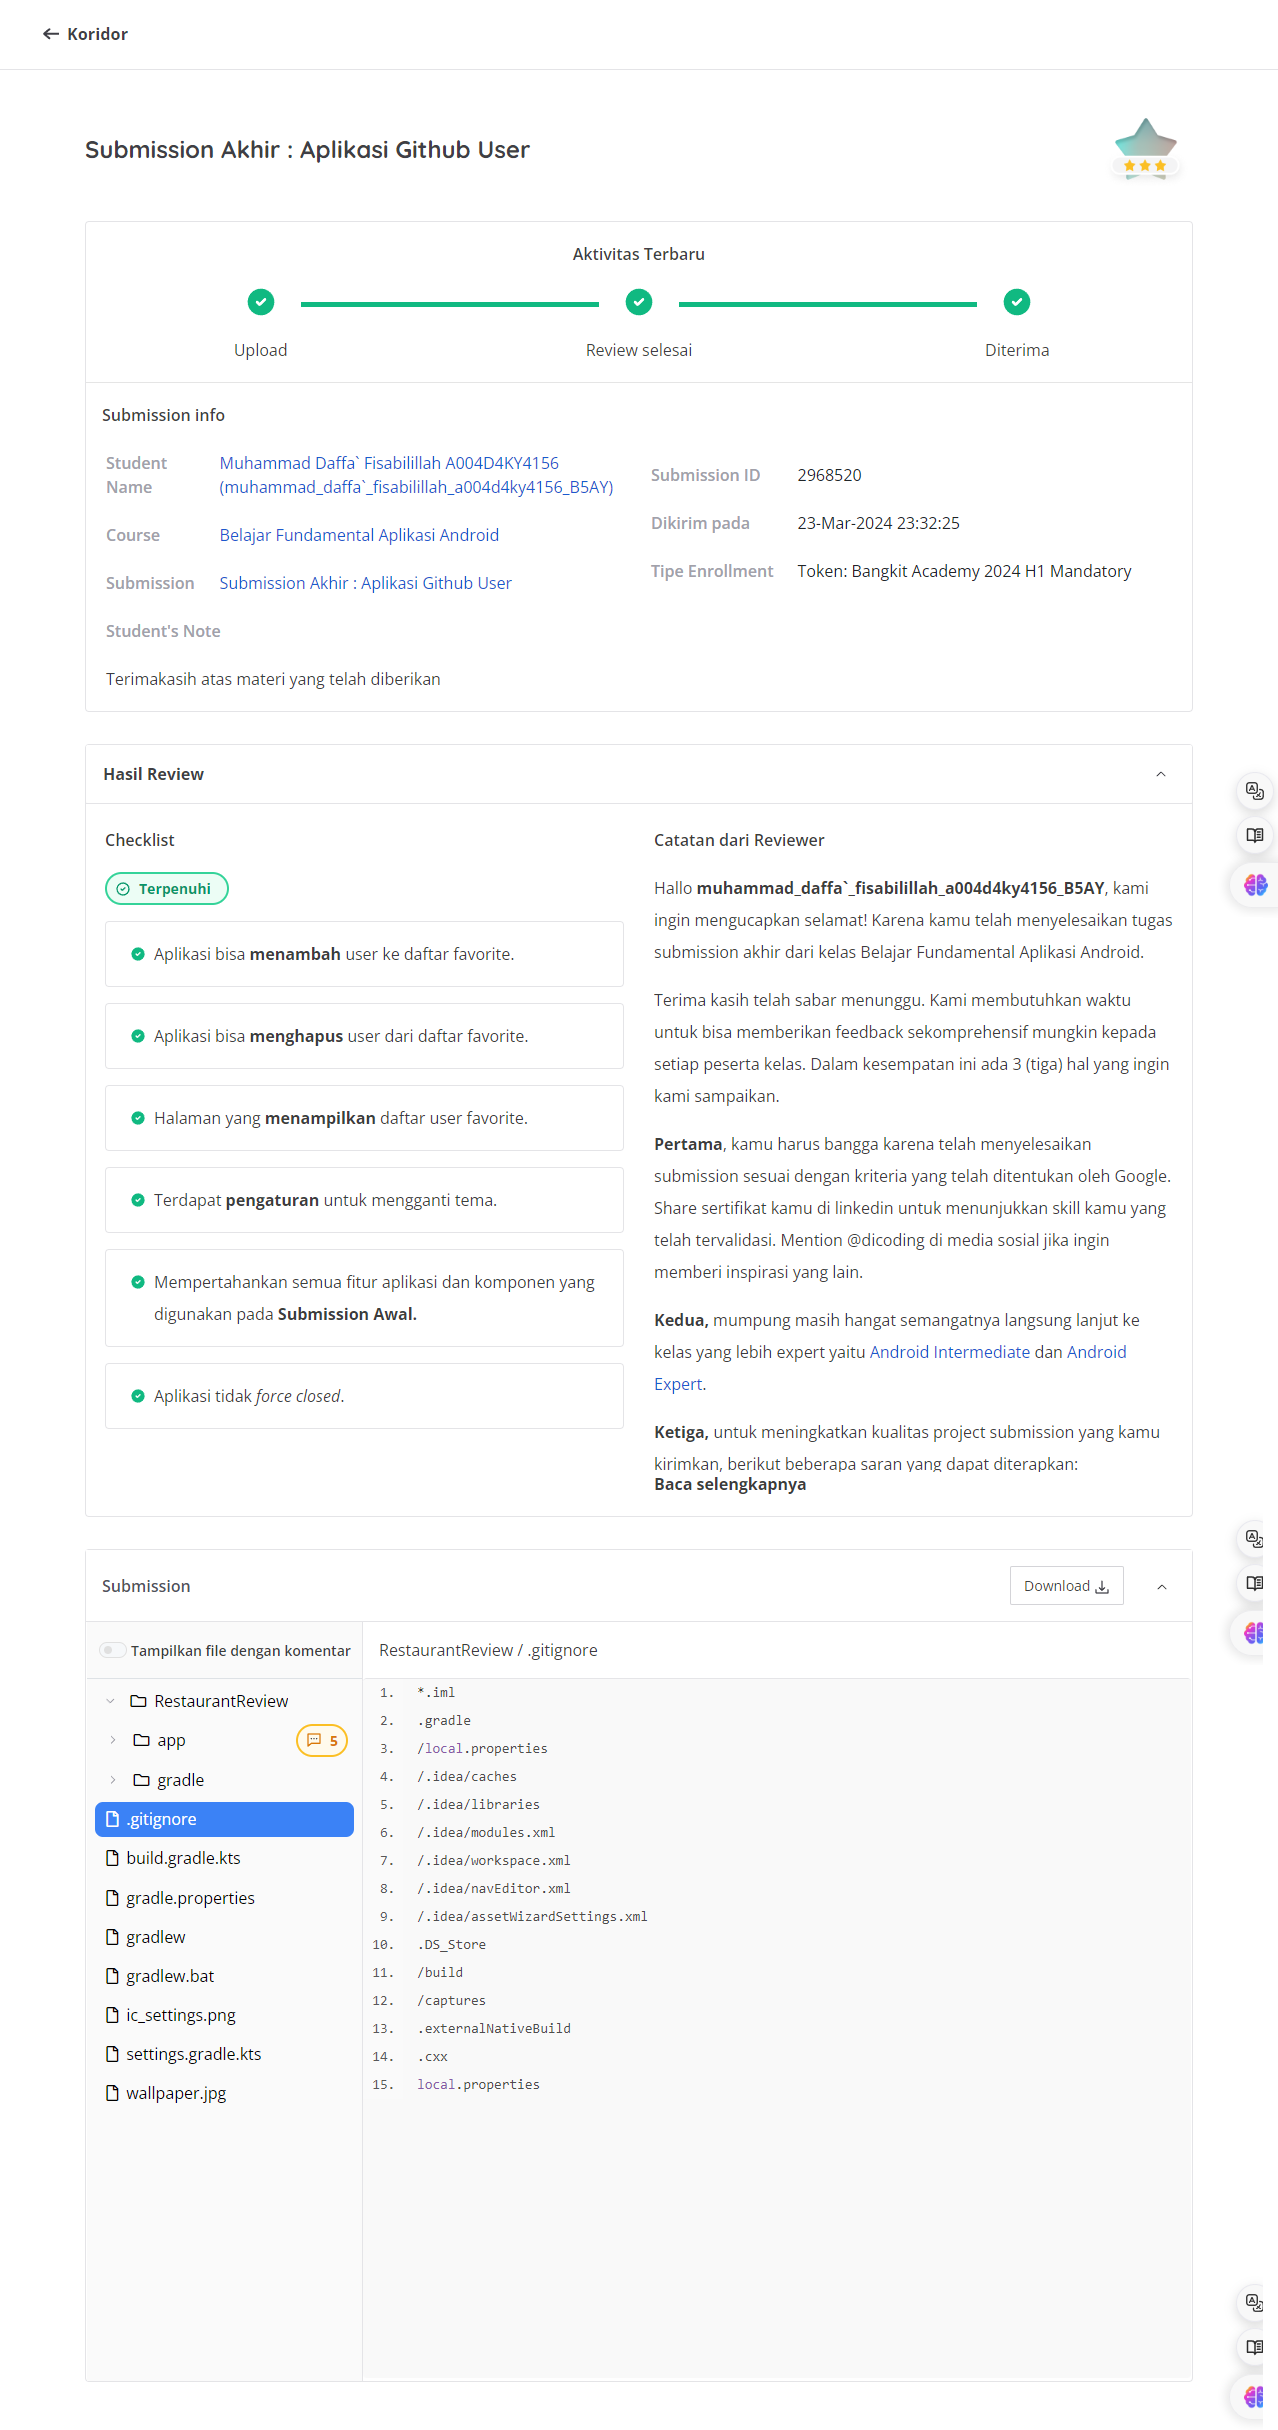 Koridor
Submission Akhir : Aplikasi Github User
Aktivitas Terbaru
Upload
Review selesai
Diterima
Submission info
Student Name
Muhammad Daffa` Fisabilillah A004D4KY4156
(muhammad_daffa`_fisabilillah_a004d4ky4156_B5AY)
Course
Belajar Fundamental Aplikasi Android
Submission
Submission Akhir : Aplikasi Github User
Student's Note
Terimakasih atas materi yang telah diberikan
Submission ID
2968520
Dikirim pada
23-Mar-2024 23:32:25
Tipe Enrollment
Token: Bangkit Academy 2024 H1 Mandatory
Hasil Review
Checklist
Terpenuhi
Aplikasi bisa menambah user ke daftar favorite.
Aplikasi bisa menghapus user dari daftar favorite.
Halaman yang menampilkan daftar user favorite.
Terdapat pengaturan untuk mengganti tema.
Mempertahankan semua fitur aplikasi dan komponen yang
digunakan pada Submission Awal.
Aplikasi tidak force closed.
Catatan dari Reviewer
Hallo muhammad_daffa`_fisabilillah_a004d4ky4156_B5AY, kami
ingin mengucapkan selamat! Karena kamu telah menyelesaikan tugas
submission akhir dari kelas Belajar Fundamental Aplikasi Android.
Terima kasih telah sabar menunggu. Kami membutuhkan waktu
untuk bisa memberikan feedback sekomprehensif mungkin kepada
setiap peserta kelas. Dalam kesempatan ini ada 3 (tiga) hal yang ingin
kami sampaikan.
Pertama, kamu harus bangga karena telah menyelesaikan
submission sesuai dengan kriteria yang telah ditentukan oleh Google.
Share sertifikat kamu di linkedin untuk menunjukkan skill kamu yang
telah tervalidasi. Mention @dicoding di media sosial jika ingin
memberi inspirasi yang lain.
Kedua, mumpung masih hangat semangatnya langsung lanjut ke
kelas yang lebih expert yaitu Android Intermediate dan Android
Expert.
Ketiga, untuk meningkatkan kualitas project submission yang kamu
kirimkan, berikut beberapa saran yang dapat diterapkan:
Baca selengkapnya
Submission
Download
Tampilkan file dengan komentar
RestaurantReview
app
5
gradle
.gitignore
build.gradle.kts
gradle.properties
gradlew
gradlew.bat
ic_settings.png
settings.gradle.kts
wallpaper.jpg
RestaurantReview / .gitignore
1. *.iml
2. .gradle
3. /local.properties
4. /.idea/caches
5. /.idea/libraries
6. /.idea/modules.xml
7. /.idea/workspace.xml
8. /.idea/navEditor.xml
9. /.idea/assetWizardSettings.xml
10. .DS_Store
11. /build
12. /captures
13. .externalNativeBuild
14. .cxx
15. local.properties